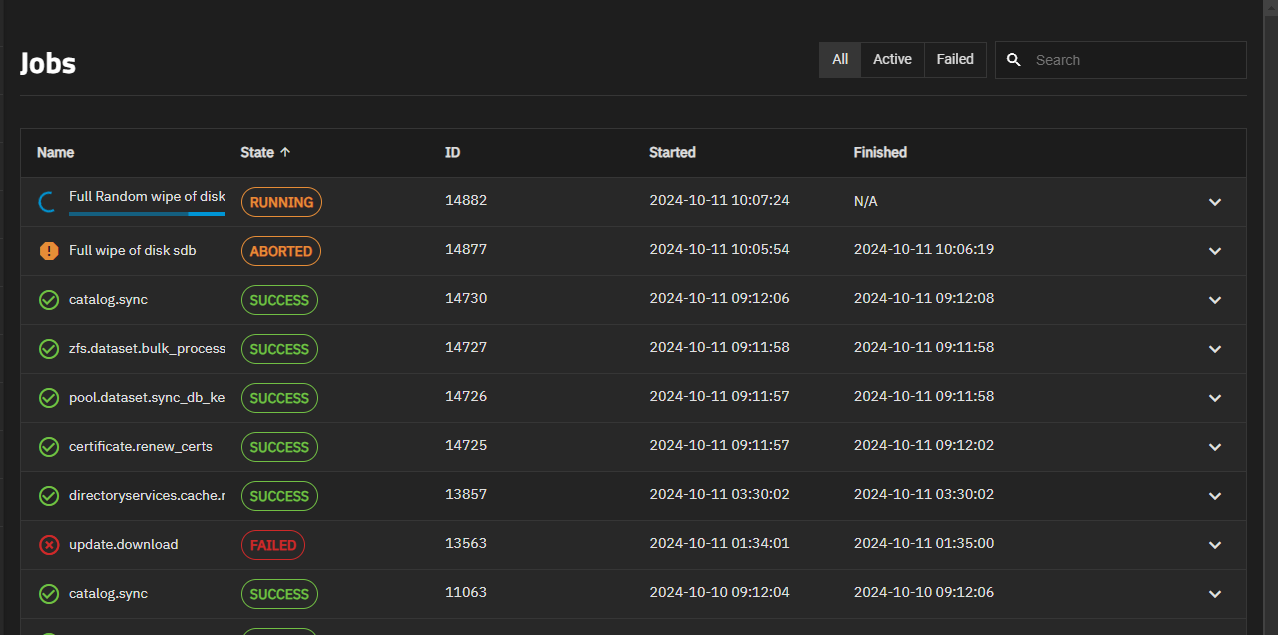 Jobs
All Active Failed Search
Name State ID Started Finished
Full Random wipe of disk RUNNING 14882 2024-10-11 10:07:24 N/A
Full wipe of disk sdb ABORTED 14877 2024-10-11 10:05:54 2024-10-11 10:06:19
catalog.sync SUCCESS 14730 2024-10-11 09:12:06 2024-10-11 09:12:08
zfs.dataset.bulk_process SUCCESS 14727 2024-10-11 09:11:58 2024-10-11 09:11:58
pool.dataset.sync_db_ke SUCCESS 14726 2024-10-11 09:11:57 2024-10-11 09:11:58
certificate.renew_certs SUCCESS 14725 2024-10-11 09:11:57 2024-10-11 09:12:02
directoryservices.cache.r SUCCESS 13857 2024-10-11 03:30:02 2024-10-11 03:30:02
update.download FAILED 13563 2024-10-11 01:34:01 2024-10-11 01:35:00
catalog.sync SUCCESS 11063 2024-10-10 09:12:04 2024-10-10 09:12:06